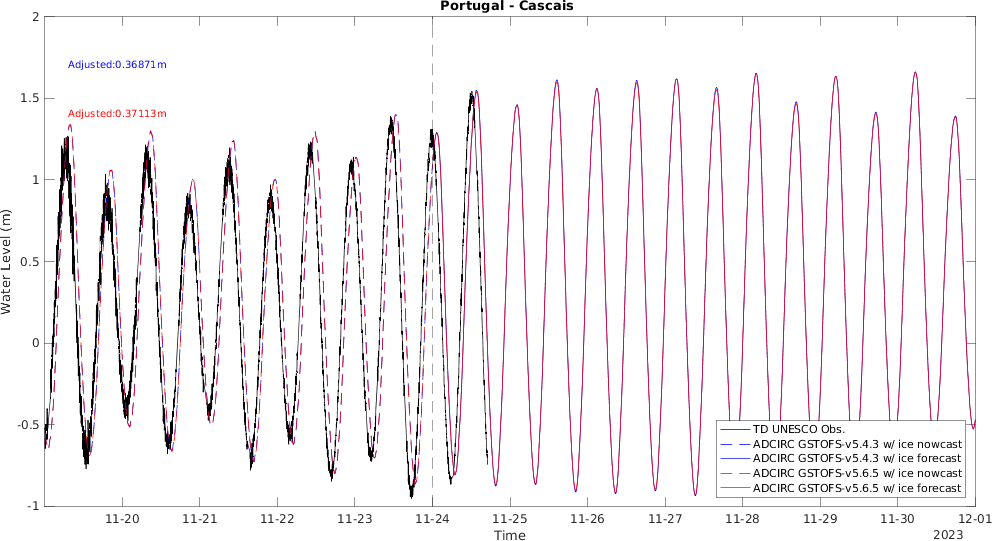 Portugal - Cascais
2
1.5
1
0.5
0
-0.5
-1
Water Level (m)
Adjusted:0.36871m
Adjusted:0.37113m
TD UNESCO Obs.
ADCIRC GSTOFS-v5.4.3 w/ ice nowcast
ADCIRC GSTOFS-v5.4.3 w/ ice forecast
ADCIRC GSTOFS-v5.6.5 w/ ice nowcast
ADCIRC GSTOFS-v5.6.5 w/ ice forecast
11-20 11-21 11-22 11-23 11-24 11-25 11-26 11-27 11-28 11-29 11-30 12-01
Time
2023